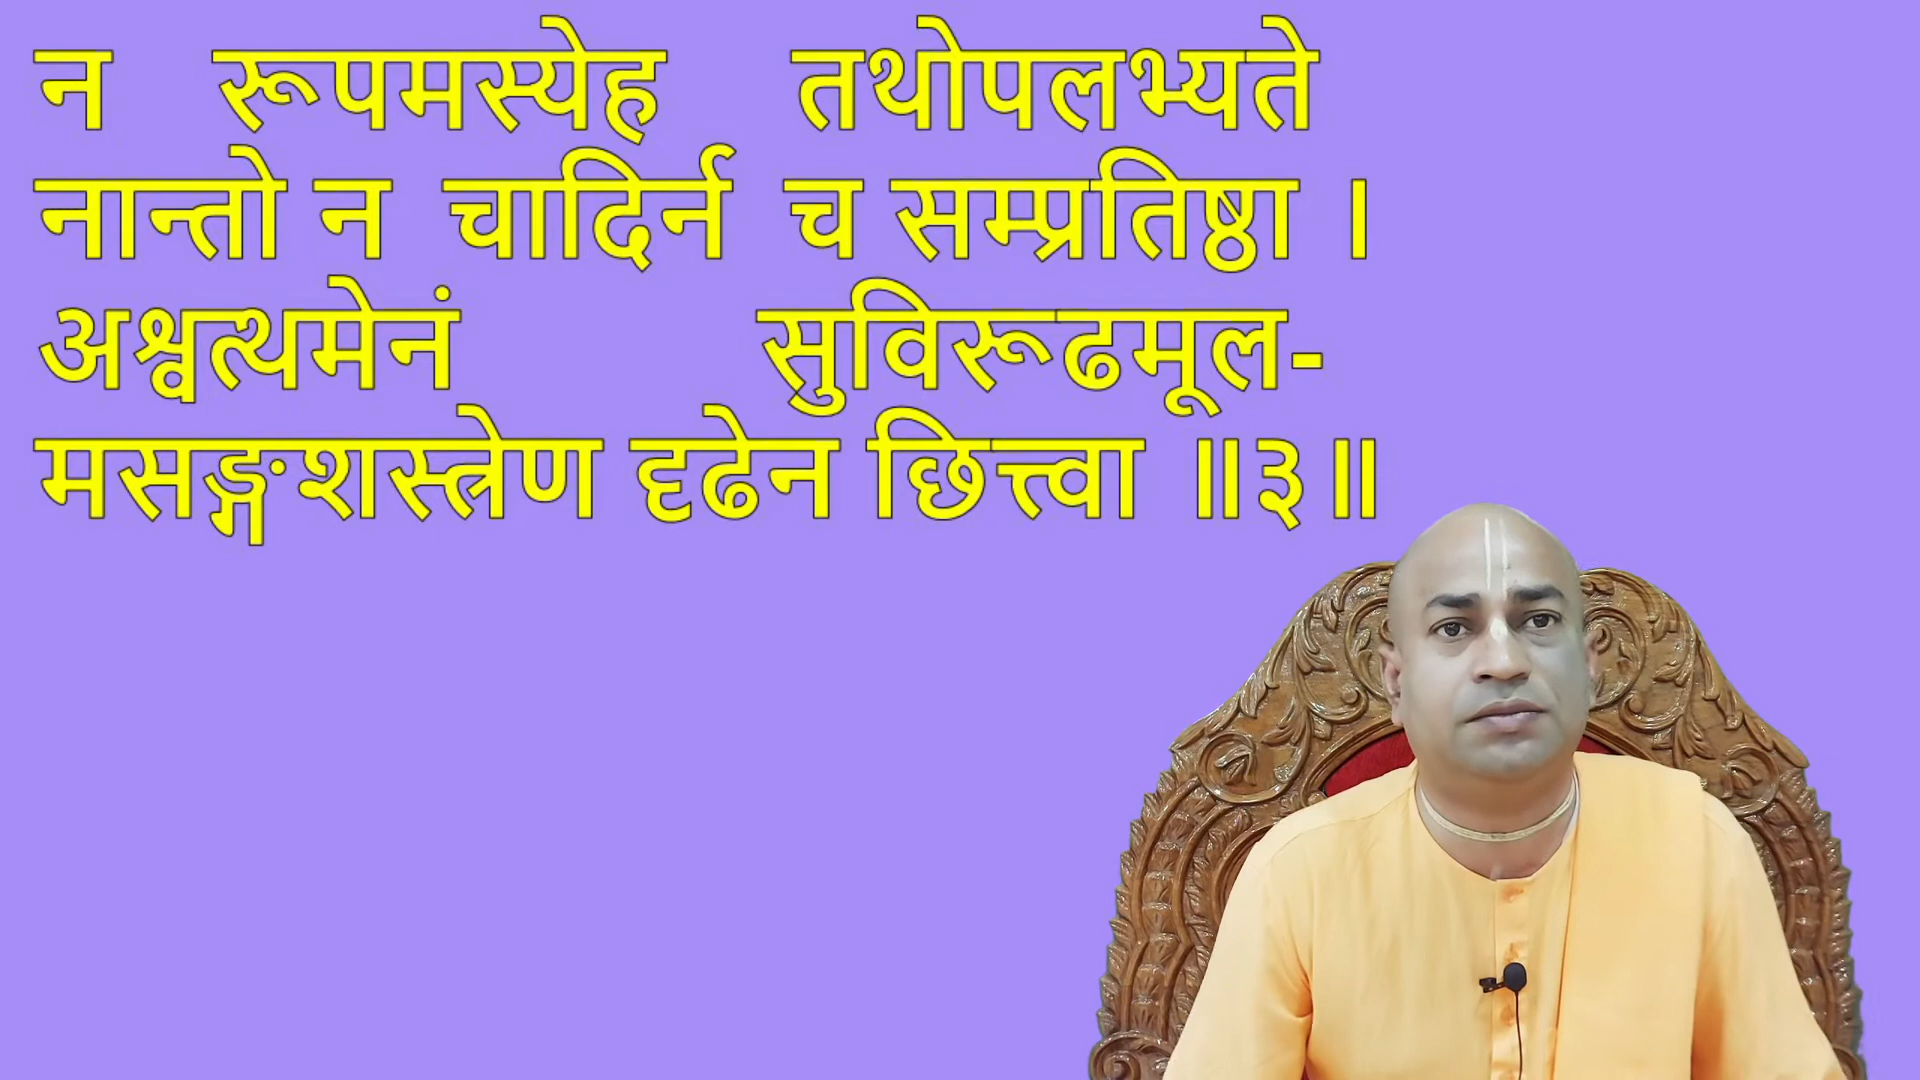 न रूपमस्येह तथोपलभ्यते
नान्तो न चादिर्न च सम्प्रतिष्ठा ।
अश्वत्थमेनं सुविरूढमूल-
मसङ्गशस्त्रेण दृढेन छित्त्वा ॥३॥